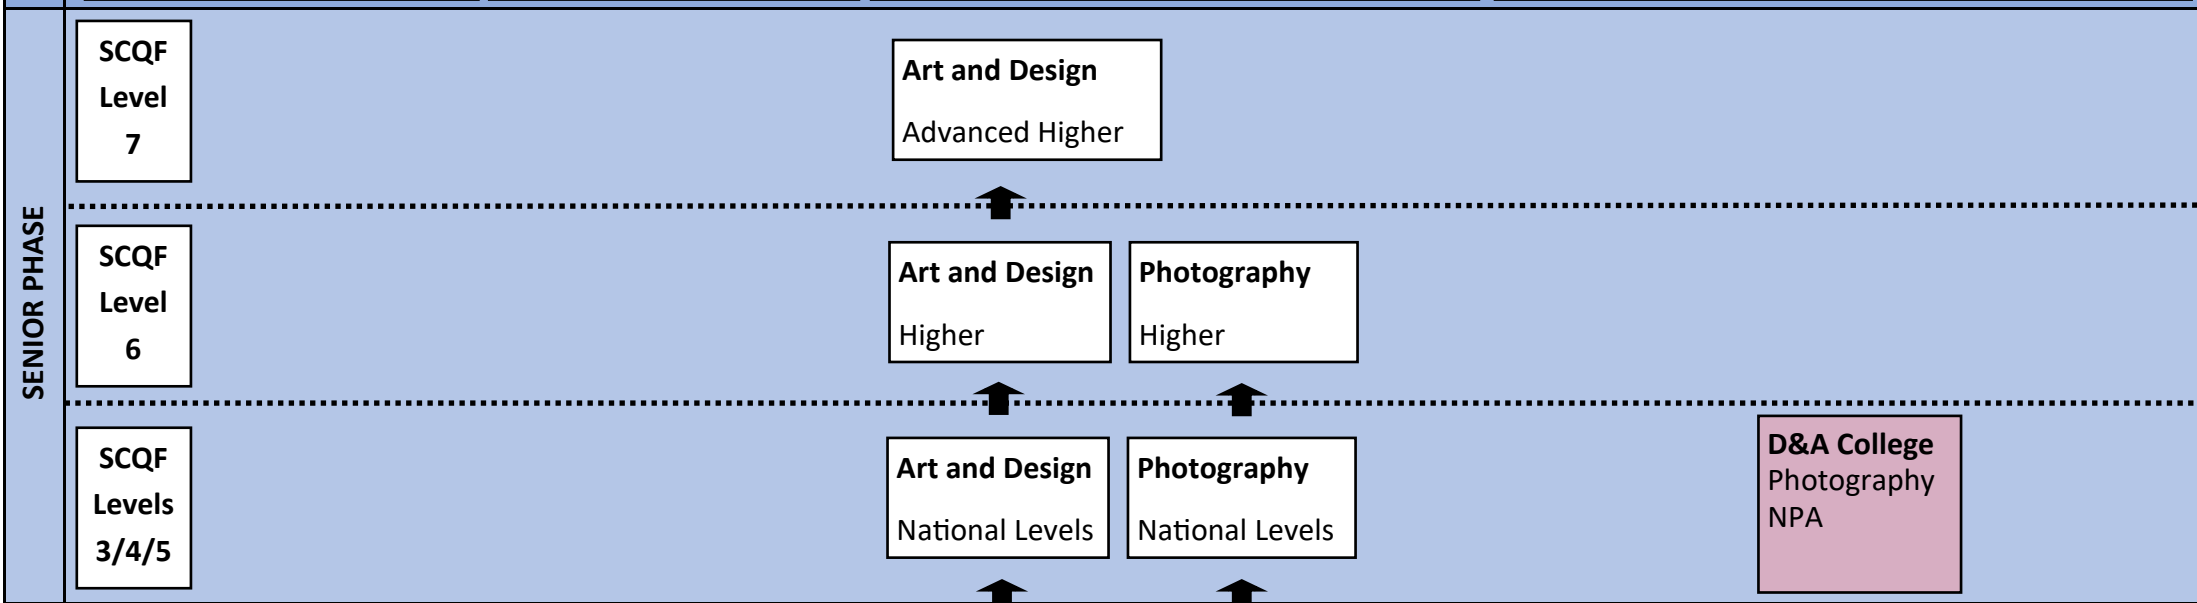 SENIOR PHASE
SCQF
Level
7
Art and Design
Advanced Higher
SCQF
Level
6
Art and Design
Higher
Photography
Higher
SCQF
Levels
3/4/5
Art and Design
National Levels
Photography
National Levels
D&A College
Photography
NPA